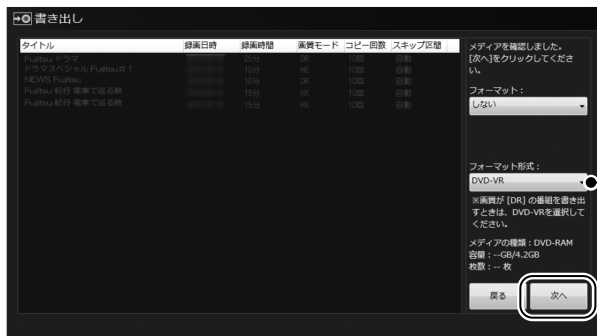 書き出し
タイトル 録画日時 録画時間 画質モード コピー回数 スキップ区間
Fujitsu ドラマ 25分 DR 10回 自動
ドラマスペシャル Fujitsu＃1 10分 HE 10回 自動
NEWS Fujitsu 10分 DR 10回 自動
Fujitsu 紀行 電車で巡る旅 15分 HX 10回 自動
Fujitsu 紀行 電車で巡る旅 15分 HX 10回 自動
メディアを確認しました。
[次へ]をクリックしてくださ
い。
フォーマット：
しない
フォーマット形式：
DVD-VR
※画質が [DR] の番組を書き出
すときは、DVD-VRを選択して
ください。
メディアの種類：DVD-RAM
容量：--GB/4.2GB
枚数：-- 枚
戻る 次へ